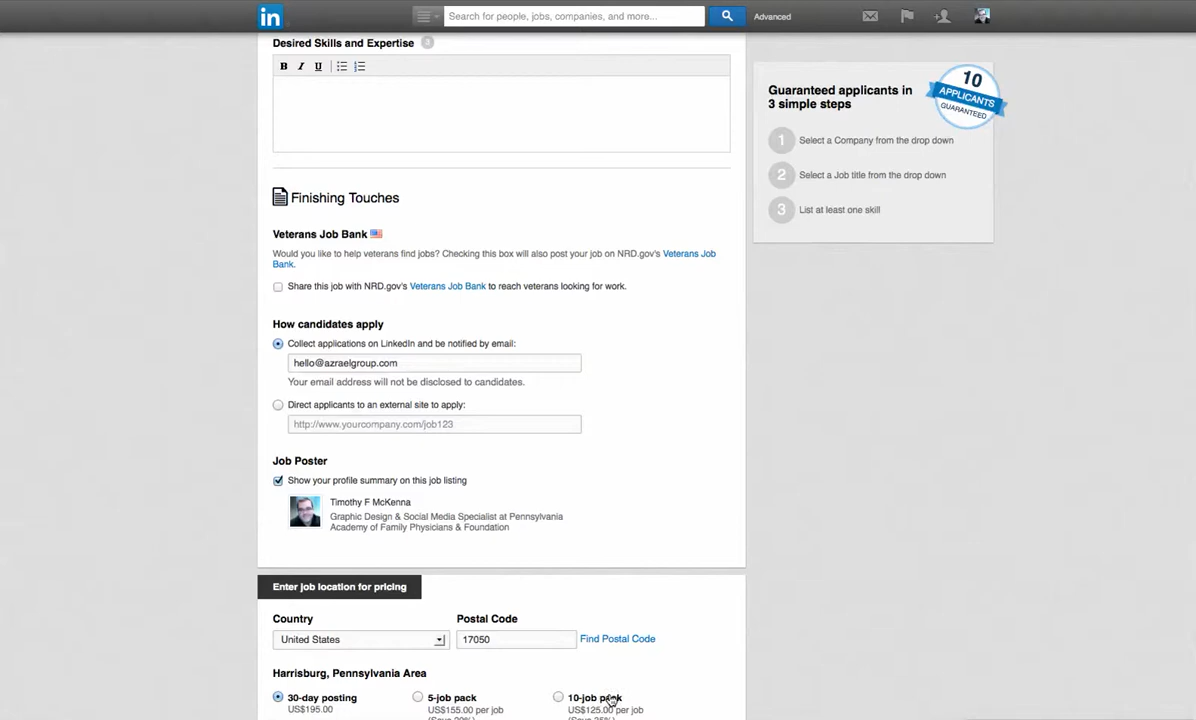 in
Search for people, jobs, companies, and more...
Advanced
Desired Skills and Expertise
B I U
Guaranteed applicants in
3 simple steps
10
APPLICANTS
GUARANTEED
1 Select a Company from the drop down
2 Select a Job title from the drop down
3 List at least one skill
Finishing Touches
Veterans Job Bank
Would you like to help veterans find jobs? Checking this box will also post your job on NRD.gov's Veterans Job
Bank.
Share this job with NRD.gov's Veterans Job Bank to reach veterans looking for work.
How candidates apply
Collect applications on LinkedIn and be notified by email:
hello@azraelgroup.com
Your email address will not be disclosed to candidates.
Direct applicants to an external site to apply:
http://www.yourcompany.com/job123
Job Poster
Show your profile summary on this job listing
Timothy F McKenna
Graphic Design & Social Media Specialist at Pennsylvania
Academy of Family Physicians & Foundation
Enter job location for pricing
Country
Postal Code
United States
17050
Find Postal Code
Harrisburg, Pennsylvania Area
30-day posting
5-job pack
10-job pack
US$195.00
US$155.00 per job
US$125.00 per job